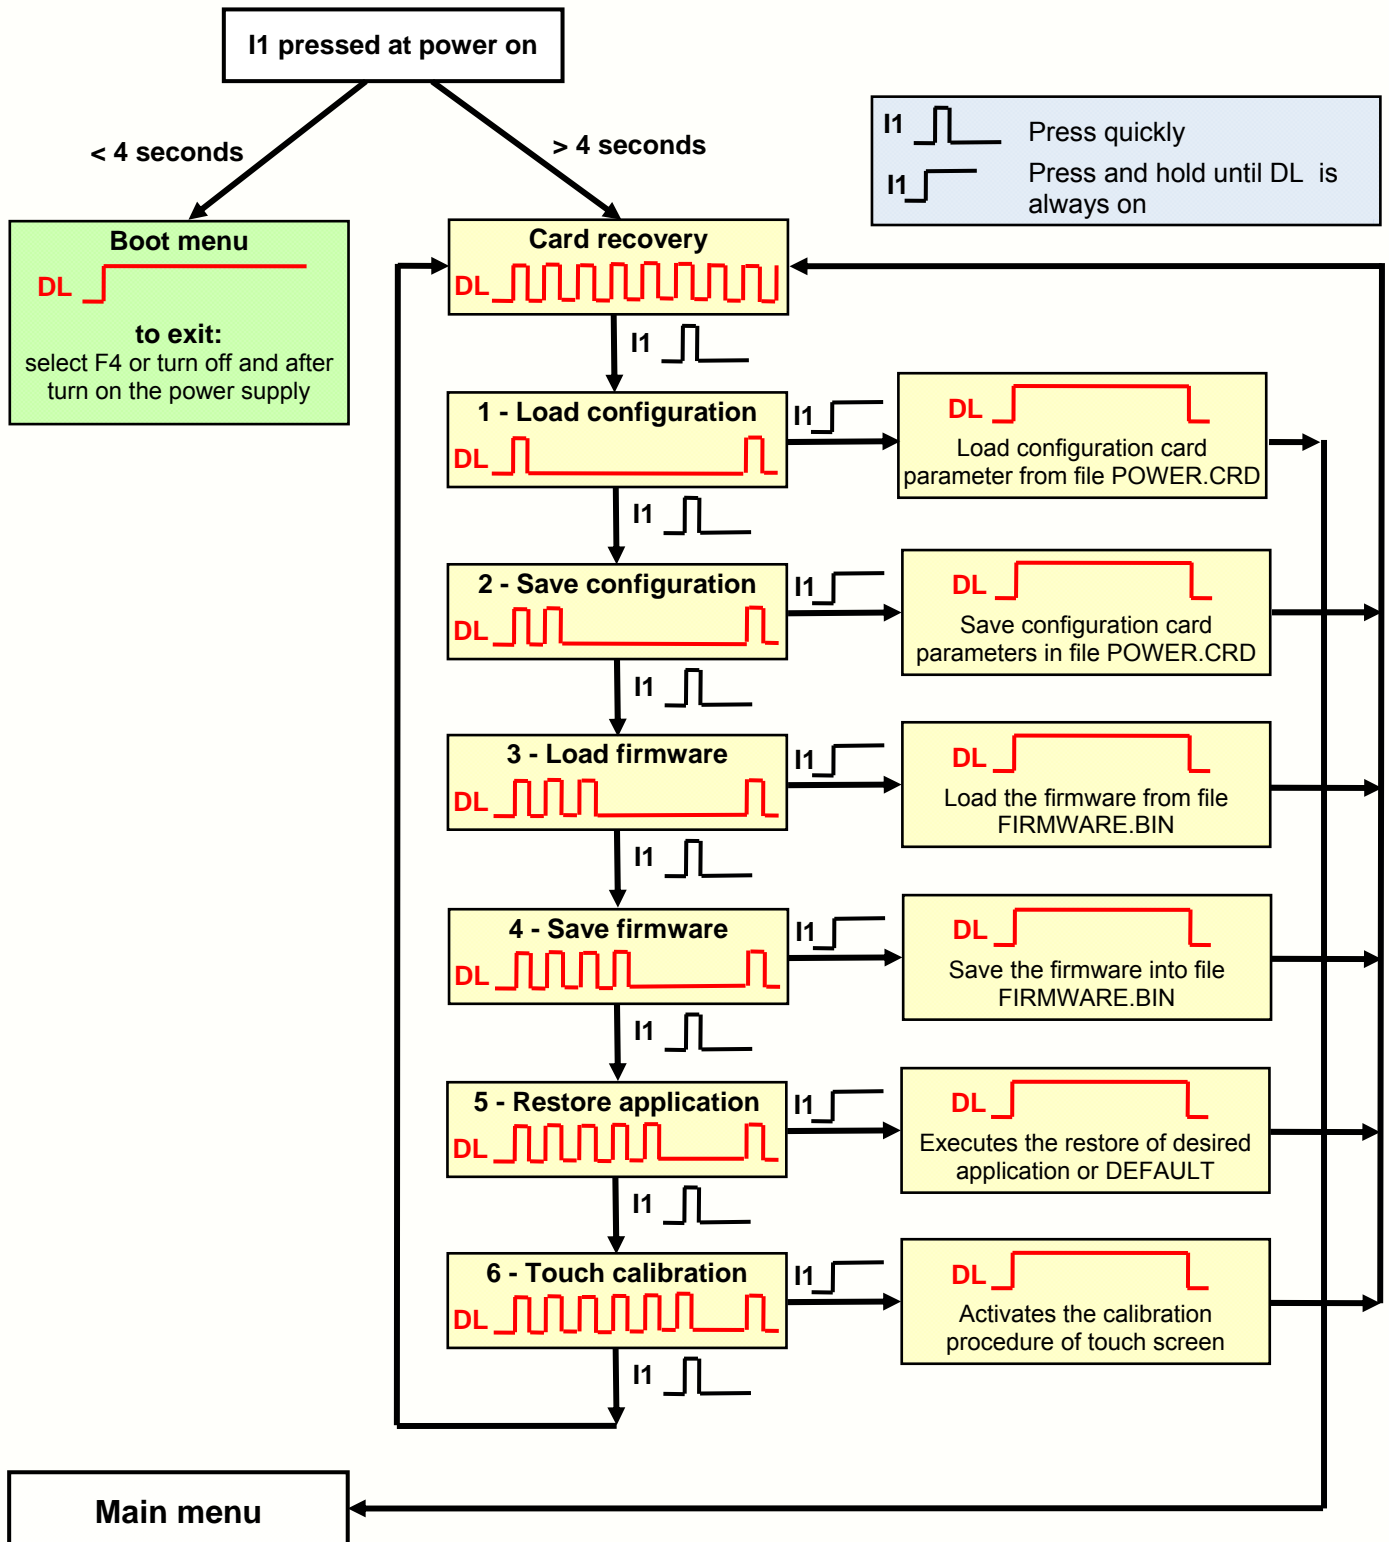 I1 pressed at power on
< 4 seconds
> 4 seconds
I1
Press quickly
I1
Press and hold until DL is
always on
Boot menu
DL
to exit:
select F4 or turn off and after
turn on the power supply
Card recovery
DL
I1
1 - Load configuration
DL
I1
DL
Load configuration card
parameter from file POWER.CRD
I1
2 - Save configuration
DL
I1
DL
Save configuration card
parameters in file POWER.CRD
I1
3 - Load firmware
DL
I1
DL
Load the firmware from file
FIRMWARE.BIN
I1
4 - Save firmware
DL
I1
DL
Save the firmware into file
FIRMWARE.BIN
I1
5 - Restore application
DL
I1
DL
Executes the restore of desired
application or DEFAULT
I1
6 - Touch calibration
DL
I1
DL
Activates the calibration
procedure of touch screen
I1
Main menu